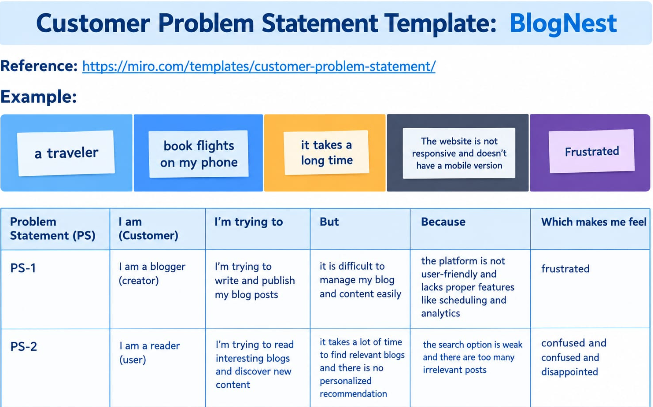 Customer Problem Statement Template: BlogNest
Reference: https://miro.com/templates/customer-problem-statement/
Example:
a traveler
book flights
on my phone
it takes a
long time
The website is not
responsive and doesn't
have a mobile version
Frustrated
Problem
Statement (PS)
I am
(Customer)
I'm trying to
But
Because
Which makes me feel
PS-1
I am a blogger
(creator)
I'm trying to
write and publish
my blog posts
it is difficult to
manage my blog
and content easily
the platform is not
user-friendly and
lacks proper features
like scheduling and
analytics
frustrated
PS-2
I am a reader
(user)
I'm trying to read
interesting blogs
and discover new
content
it takes a lot of time
to find relevant blogs
and there is no
personalized
recommendation
the search option is weak
and there are too many
irrelevant posts
confused and
confused and
disappointed